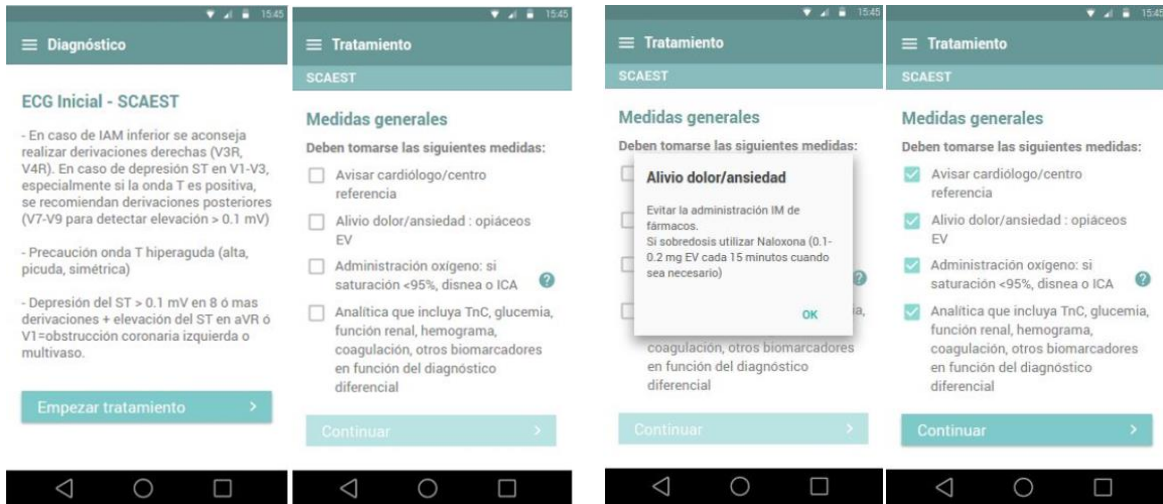 15:45
Diagnóstico
ECG Inicial - SCAEST
- En caso de IAM inferior se aconseja
realizar derivaciones derechas (V3R,
V4R). En caso de depresión ST en V1-V3,
especialmente si la onda T es positiva,
se recomiendan derivaciones posteriores
(V7-V9 para detectar elevación > 0.1 mV)
- Precaución onda T hiperaguda (alta,
picuda, simétrica)
- Depresión del ST > 0.1 mV en 8 ó mas
derivaciones + elevación del ST en aVR ó
V1=obstrucción coronaria izquierda o
multivaso.
Empezar tratamiento
15:45
Tratamiento
SCAEST
Medidas generales
Deben tomarse las siguientes medidas:
Avisar cardiólogo/centro
referencia
Alivio dolor/ansiedad : opiáceos
EV
Administración oxígeno: si
saturación <95%, disnea o ICA
?
Analítica que incluya TnC, glucemia,
función renal, hemograma,
coagulación, otros biomarcadores
en función del diagnóstico
diferencial
Continuar
15:45
Tratamiento
SCAEST
Medidas generales
Deben tomarse las siguientes medidas:
Alivio dolor/ansiedad
Evitar la administración IM de
fármacos.
Si sobredosis utilizar Naloxona (0.1-
0.2 mg EV cada 15 minutos cuando
sea necesario)
?
OK
a,
coagulación, otros biomarcadores
en función del diagnóstico
diferencial
Continuar
15:45
Tratamiento
SCAEST
Medidas generales
Deben tomarse las siguientes medidas:
Avisar cardiólogo/centro
referencia
Alivio dolor/ansiedad : opiáceos
EV
Administración oxígeno: si
saturación <95%, disnea o ICA
?
Analítica que incluya TnC, glucemia,
función renal, hemograma,
coagulación, otros biomarcadores
en función del diagnóstico
diferencial
Continuar